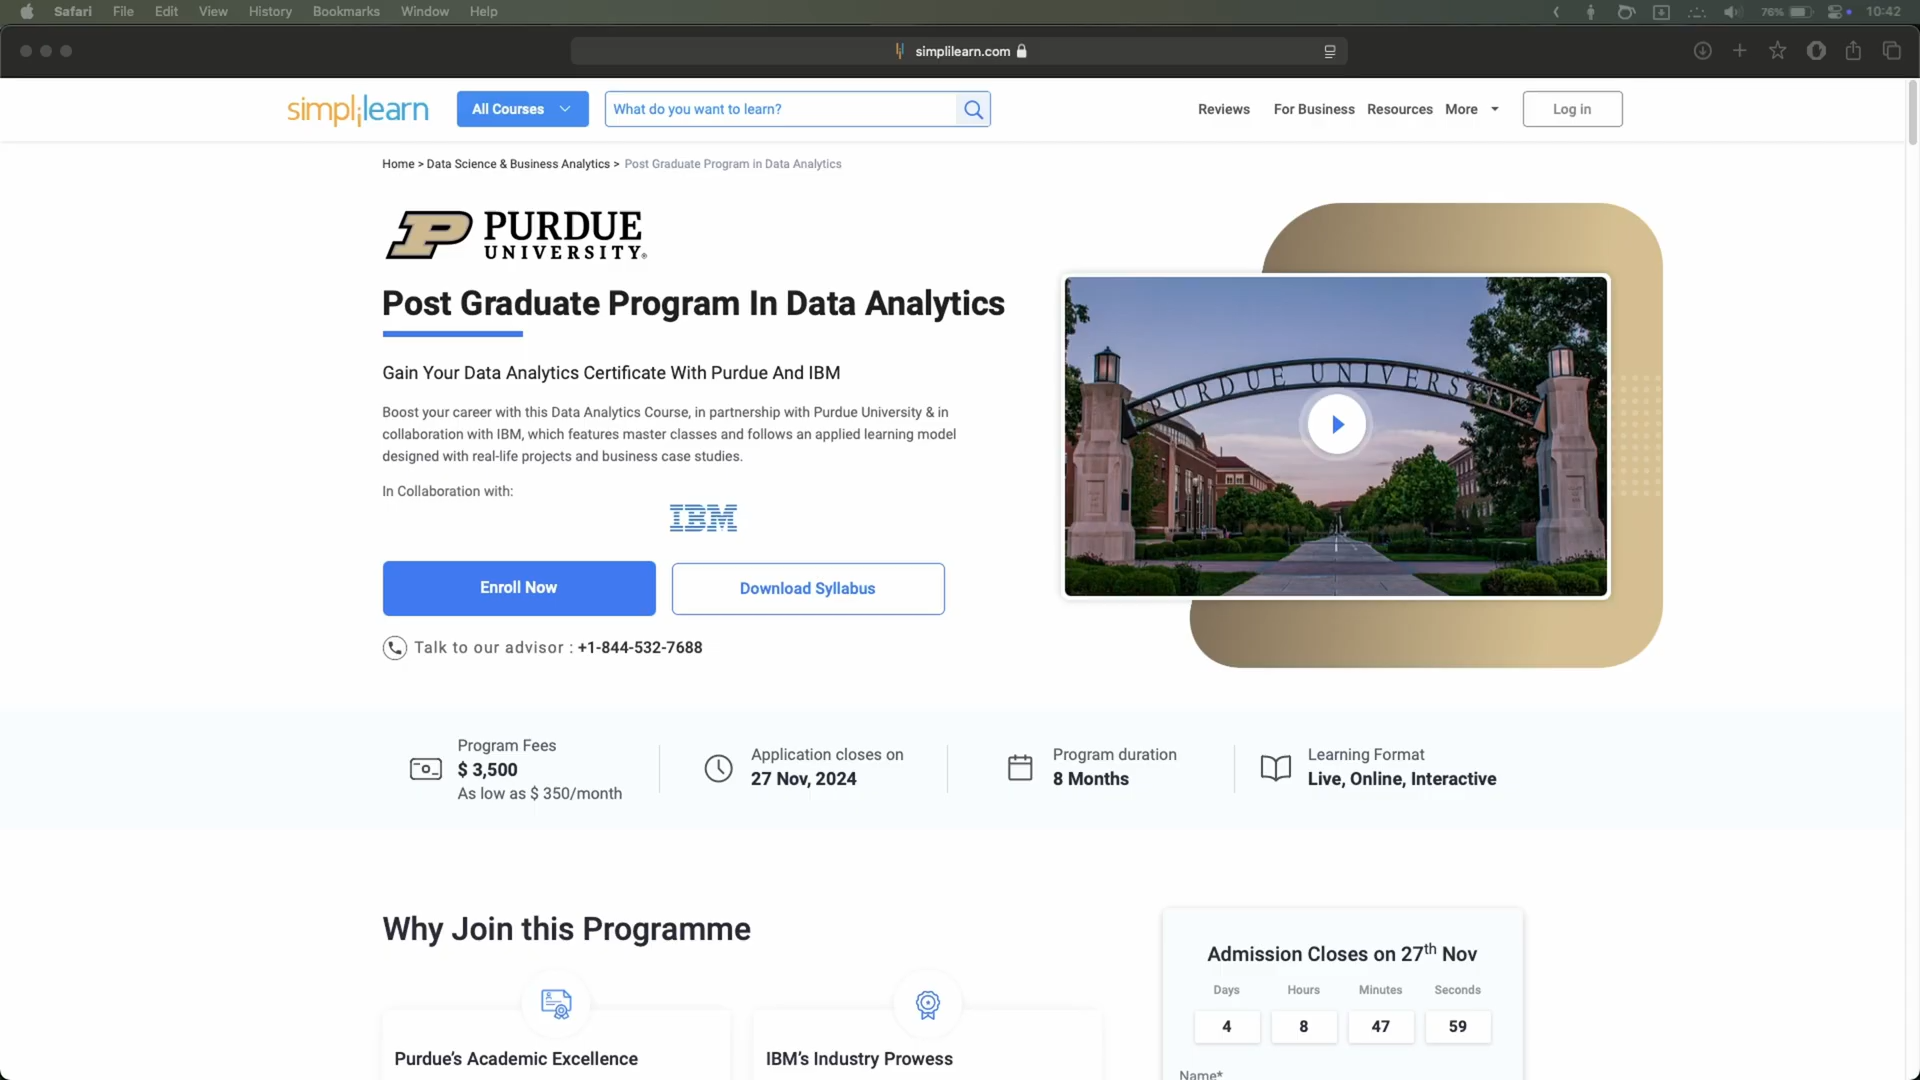 Safari File Edit View History Bookmarks Window Help 76% 10:42
simplilearn.com
simplilearn All Courses What do you want to learn? Reviews For Business Resources More Log in
Home > Data Science & Business Analytics > Post Graduate Program in Data Analytics
PURDUE
UNIVERSITY®
Post Graduate Program In Data Analytics
Gain Your Data Analytics Certificate With Purdue And IBM
Boost your career with this Data Analytics Course, in partnership with Purdue University & in
collaboration with IBM, which features master classes and follows an applied learning model
designed with real-life projects and business case studies.
In Collaboration with:
IBM
Enroll Now Download Syllabus
Talk to our advisor : +1-844-532-7688
PURDUE UNIVERSITY
Program Fees
$ 3,500
As low as $ 350/month
Application closes on
27 Nov, 2024
Program duration
8 Months
Learning Format
Live, Online, Interactive
Why Join this Programme
Purdue's Academic Excellence
IBM's Industry Prowess
Admission Closes on 27th Nov
Days Hours Minutes Seconds
4 8 47 59
Name*